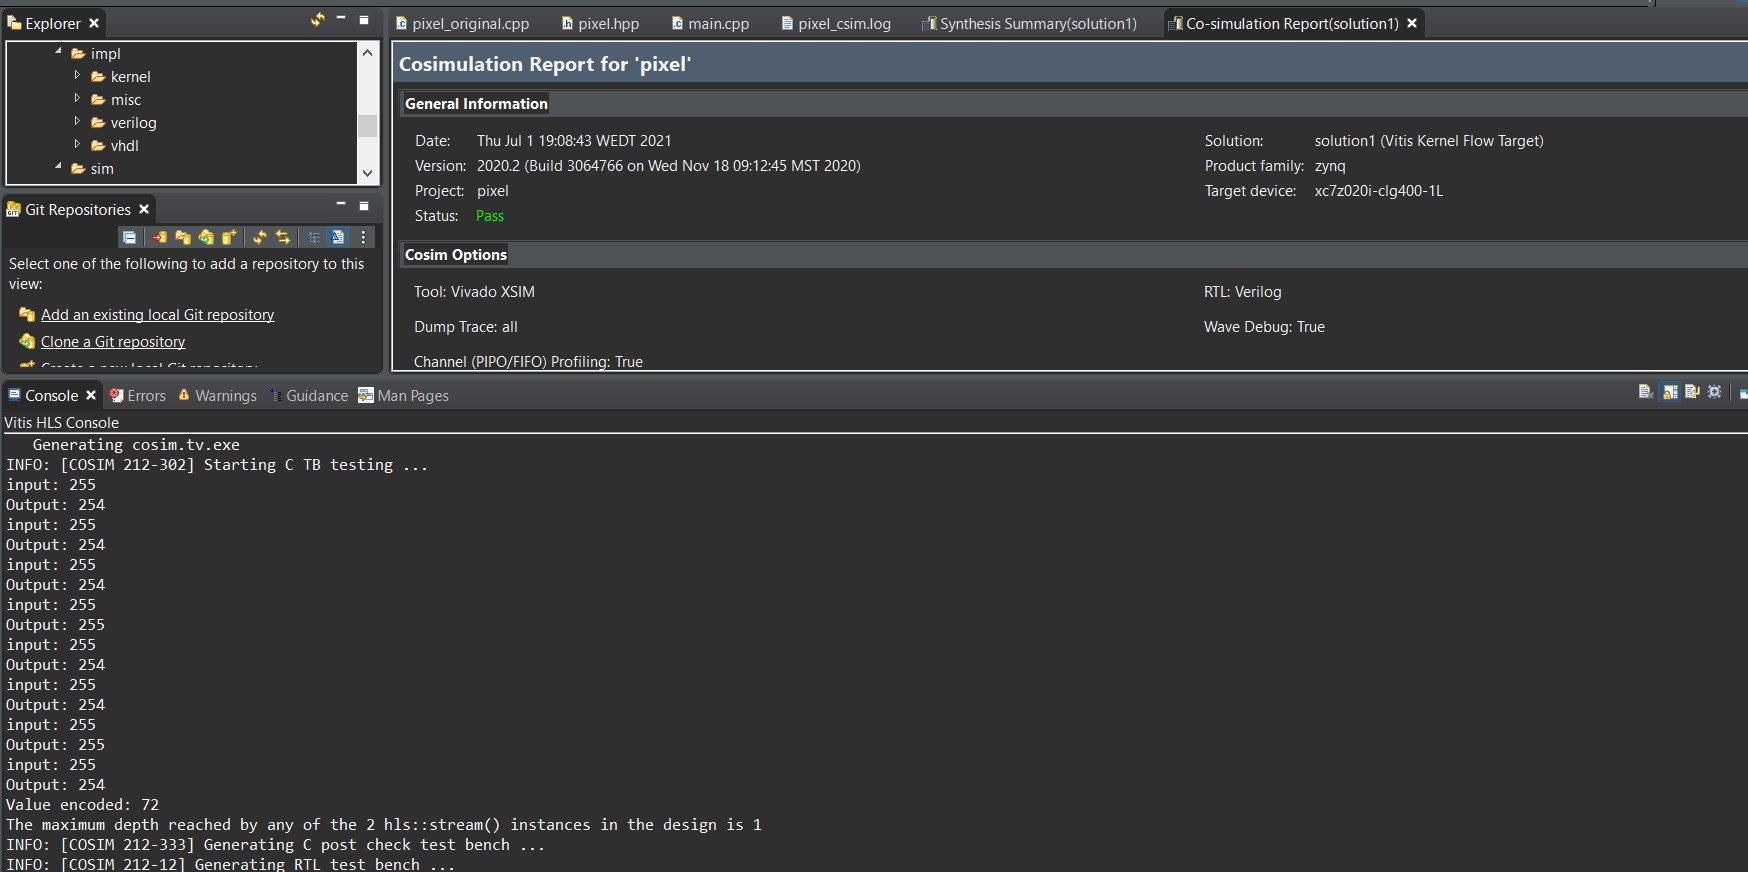 Explorer
impl
kernel
misc
verilog
vhdl
sim
Git Repositories
Select one of the following to add a repository to this
view:
Add an existing local Git repository
Clone a Git repository
Create a new local Git repository
pixel_original.cpp pixel.hpp main.cpp pixel_csim.log Synthesis Summary(solution1) Co-simulation Report(solution1)
Cosimulation Report for 'pixel'
General Information
Date: Thu Jul 1 19:08:43 WEDT 2021 Solution: solution1 (Vitis Kernel Flow Target)
Version: 2020.2 (Build 3064766 on Wed Nov 18 09:12:45 MST 2020) Product family: zynq
Project: pixel Target device: xc7z020i-clg400-1L
Status: Pass
Cosim Options
Tool: Vivado XSIM RTL: Verilog
Dump Trace: all Wave Debug: True
Channel (PIPO/FIFO) Profiling: True
Console Errors Warnings Guidance Man Pages
Vitis HLS Console
Generating cosim.tv.exe
INFO: [COSIM 212-302] Starting C TB testing ...
input: 255
Output: 254
input: 255
Output: 254
input: 255
Output: 254
input: 255
Output: 255
input: 255
Output: 254
input: 255
Output: 254
input: 255
Output: 255
input: 255
Output: 254
Value encoded: 72
The maximum depth reached by any of the 2 hls::stream() instances in the design is 1
INFO: [COSIM 212-333] Generating C post check test bench ...
INFO: [COSIM 212-12] Generating RTL test bench ...